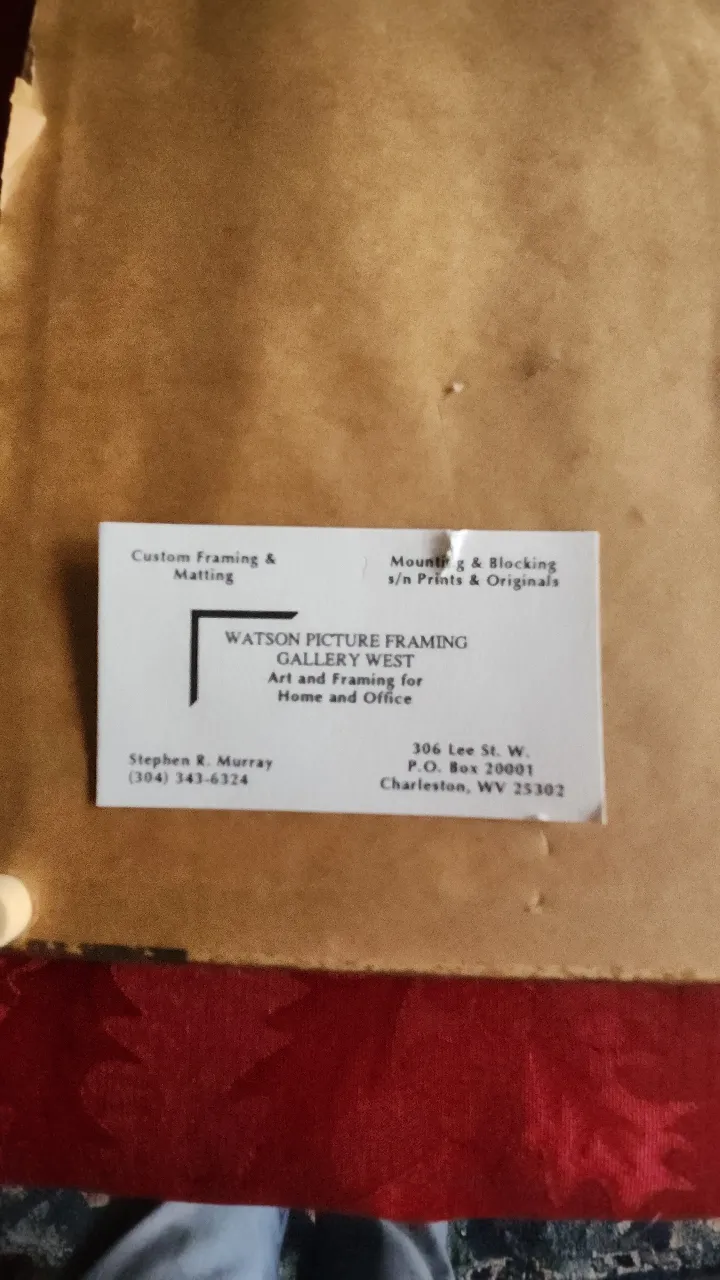 Custom Framing &
Matting
Mounting & Blocking
s/n Prints & Originals
WATSON PICTURE FRAMING
GALLERY WEST
Art and Framing for
Home and Office
Stephen R. Murray
(304) 343-6324
306 Lee St. W.
P.O. Box 20001
Charleston, WV 25302